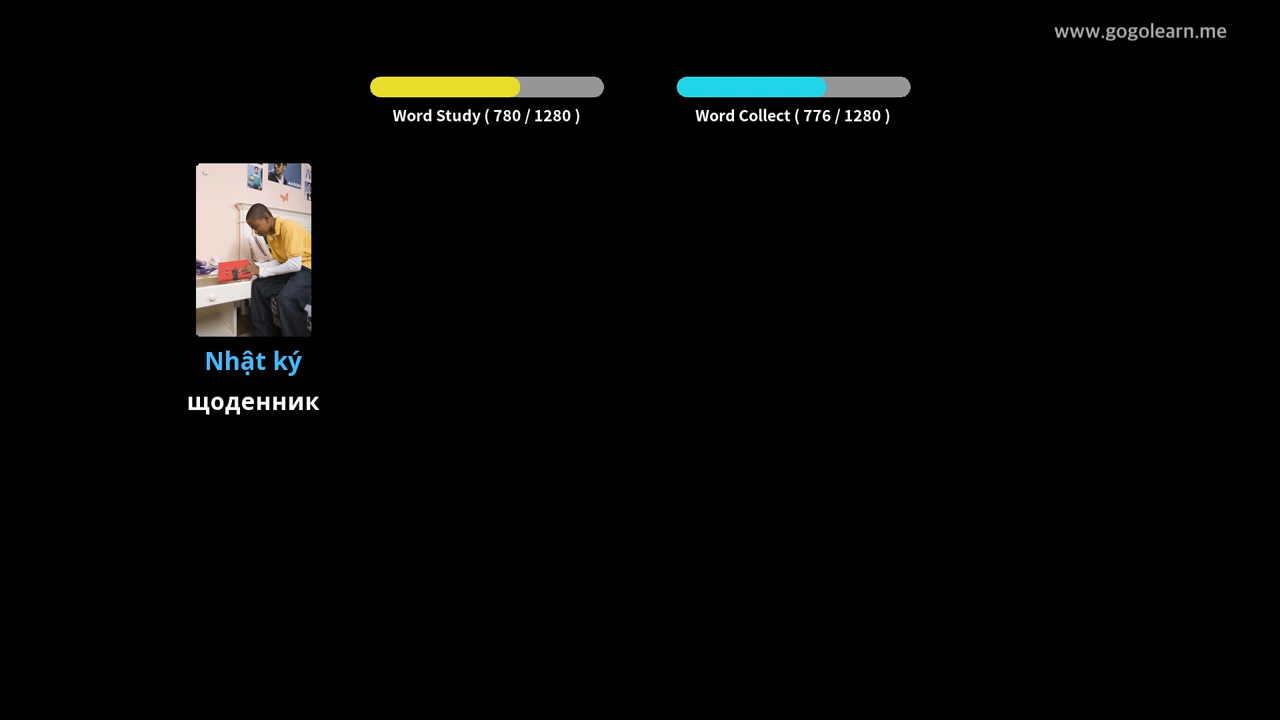 www.gogolearn.me
Word Study ( 780 / 1280 )
Word Collect ( 776 / 1280 )
Nhật ký
щоденник